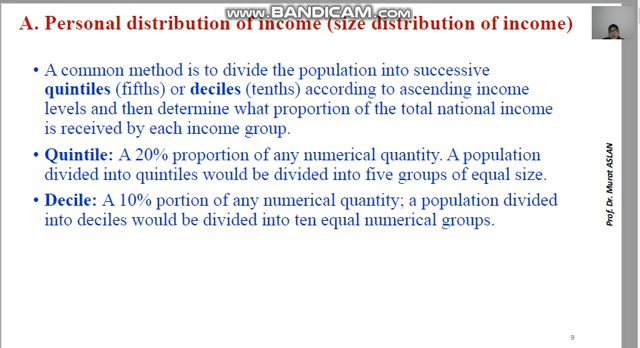 www.BANDICAM.com
A. Personal distribution of income (size distribution of income)
• A common method is to divide the population into successive
quintiles (fifths) or deciles (tenths) according to ascending income
levels and then determine what proportion of the total national income
is received by each income group.
• Quintile: A 20% proportion of any numerical quantity. A population
divided into quintiles would be divided into five groups of equal size.
• Decile: A 10% portion of any numerical quantity; a population divided
into deciles would be divided into ten equal numerical groups.
Prof. Dr. Murat ASLAN
9